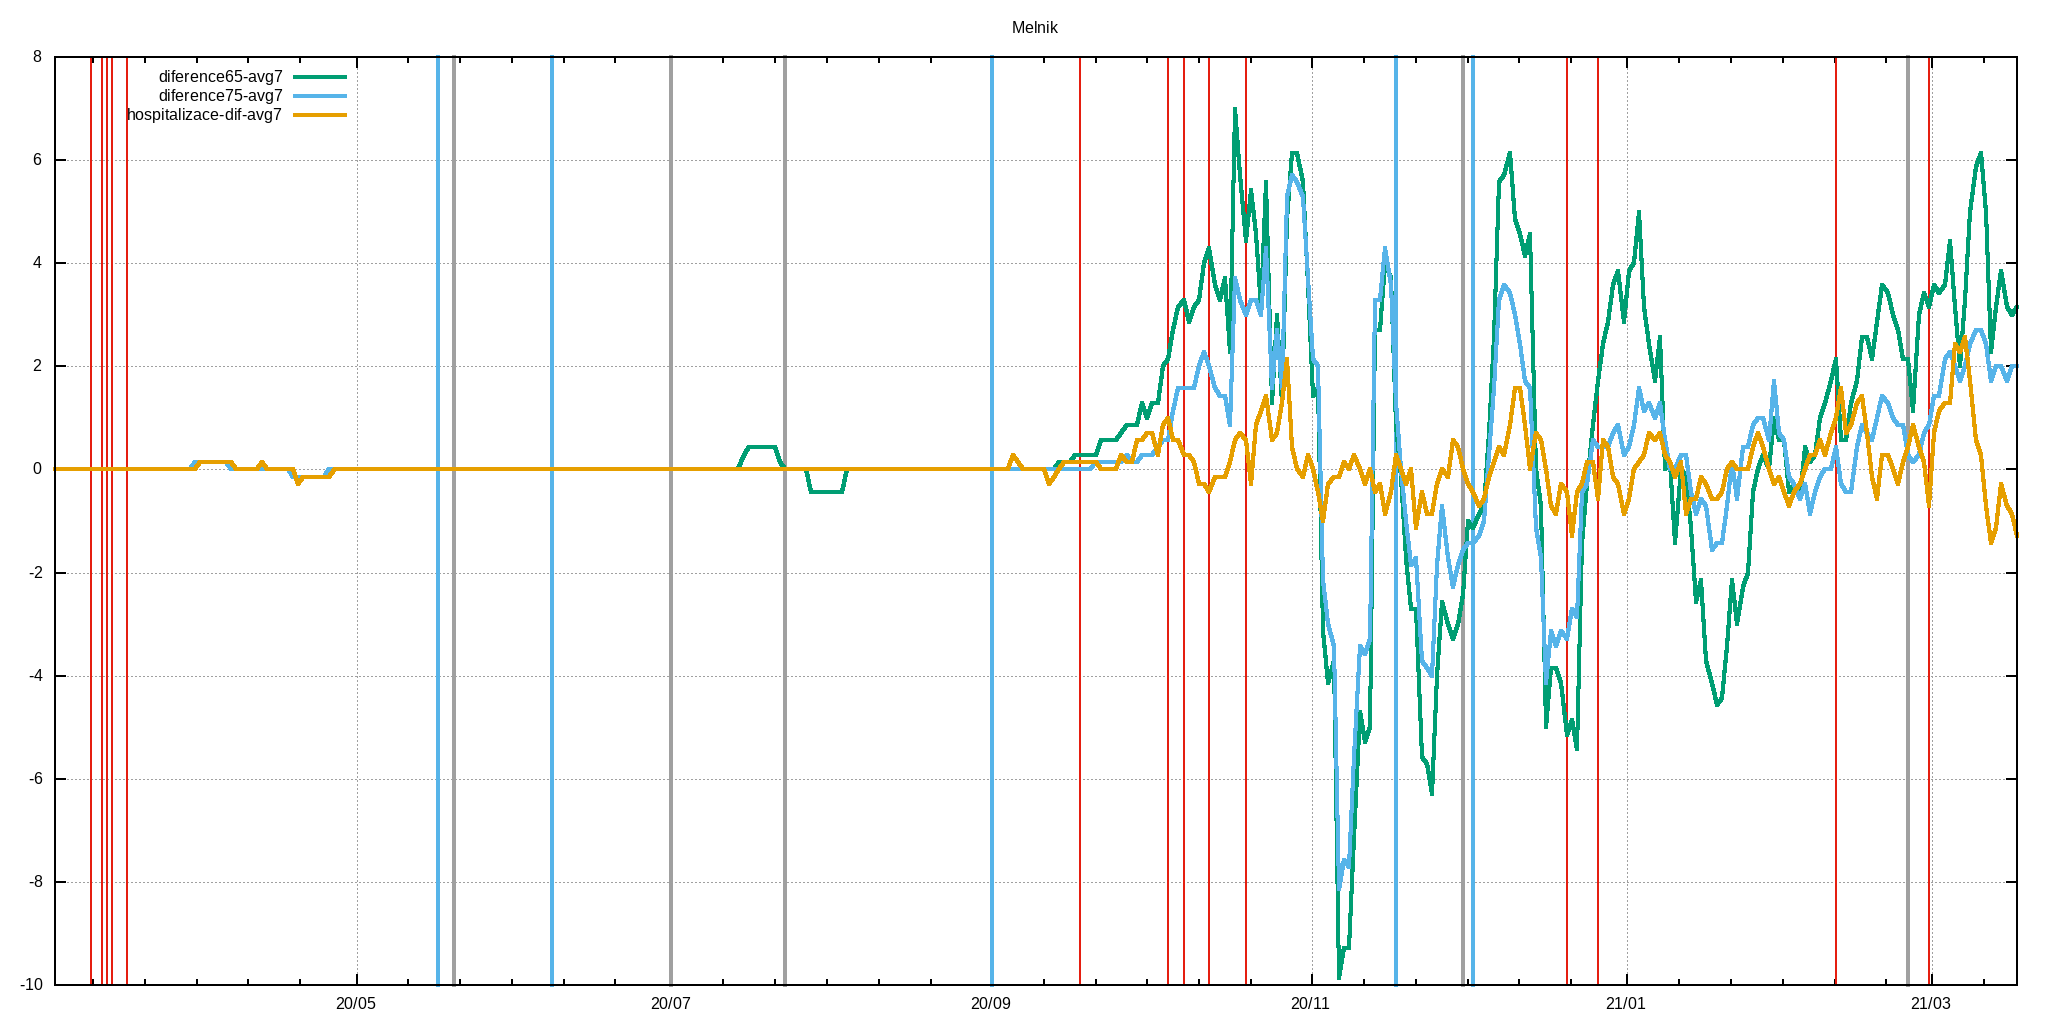 Melnik
8
6
4
2
0
-2
-4
-6
-8
-10
diference65-avg7
diference75-avg7
hospitalizace-dif-avg7
20/05 20/07 20/09 20/11 21/01 21/03